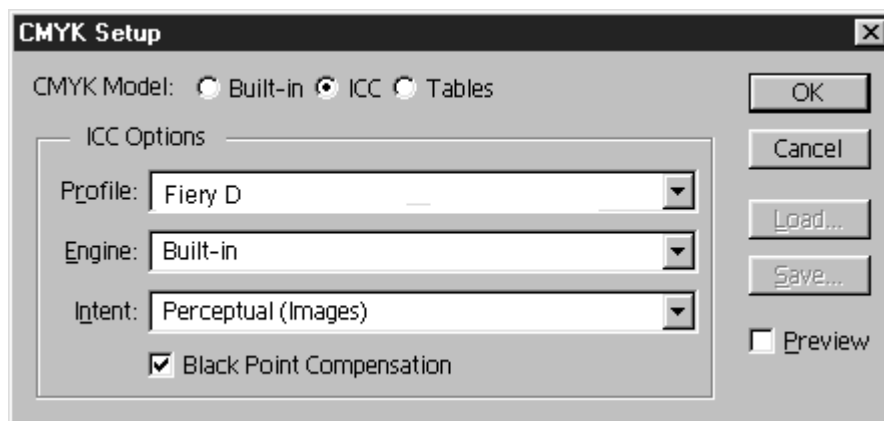 CMYK Setup
CMYK Model: Built-in ICC Tables
OK
ICC Options
Cancel
Profile: Fiery D
Load...
Engine: Built-in
Save...
Intent: Perceptual (Images)
Preview
Black Point Compensation